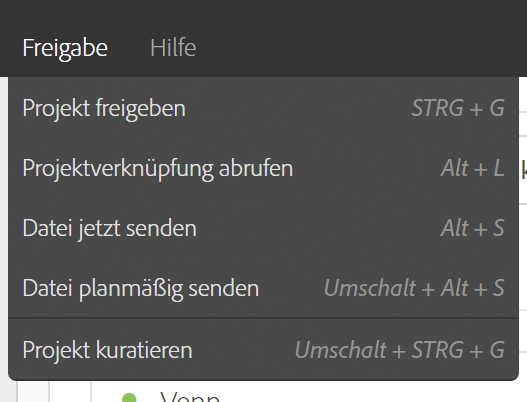 Freigabe Hilfe
Projekt freigeben STRG + G
Projektverknüpfung abrufen Alt + L
Datei jetzt senden Alt + S
Datei planmäßig senden Umschalt + Alt + S
Projekt kuratieren Umschalt + STRG + G
Venn